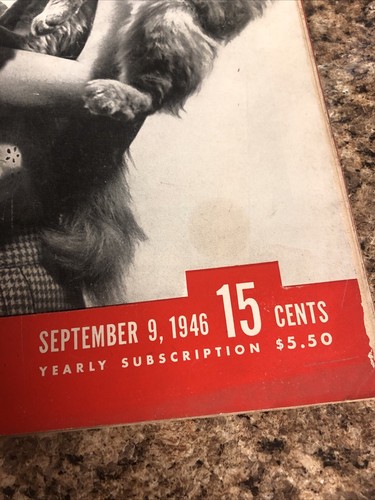 SEPTEMBER 9, 1946 15 CENTS
YEARLY SUBSCRIPTION $5.50